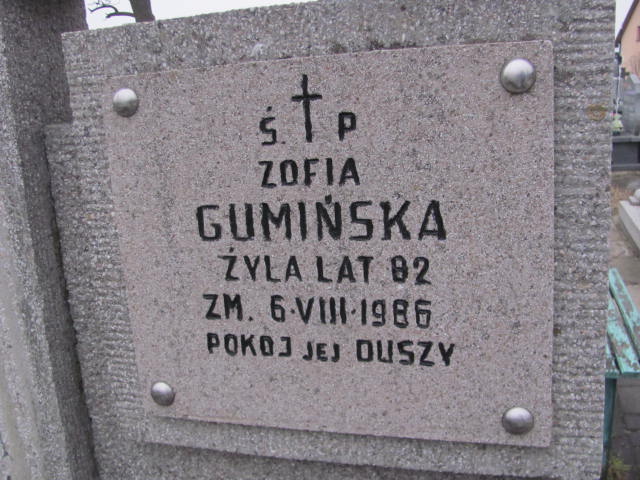 Ś. P
ZOFIA
GUMIŃSKA
ŻYLA LAT 82
ZM. 6·VIII·1986
POKOJ JEJ DUSZY